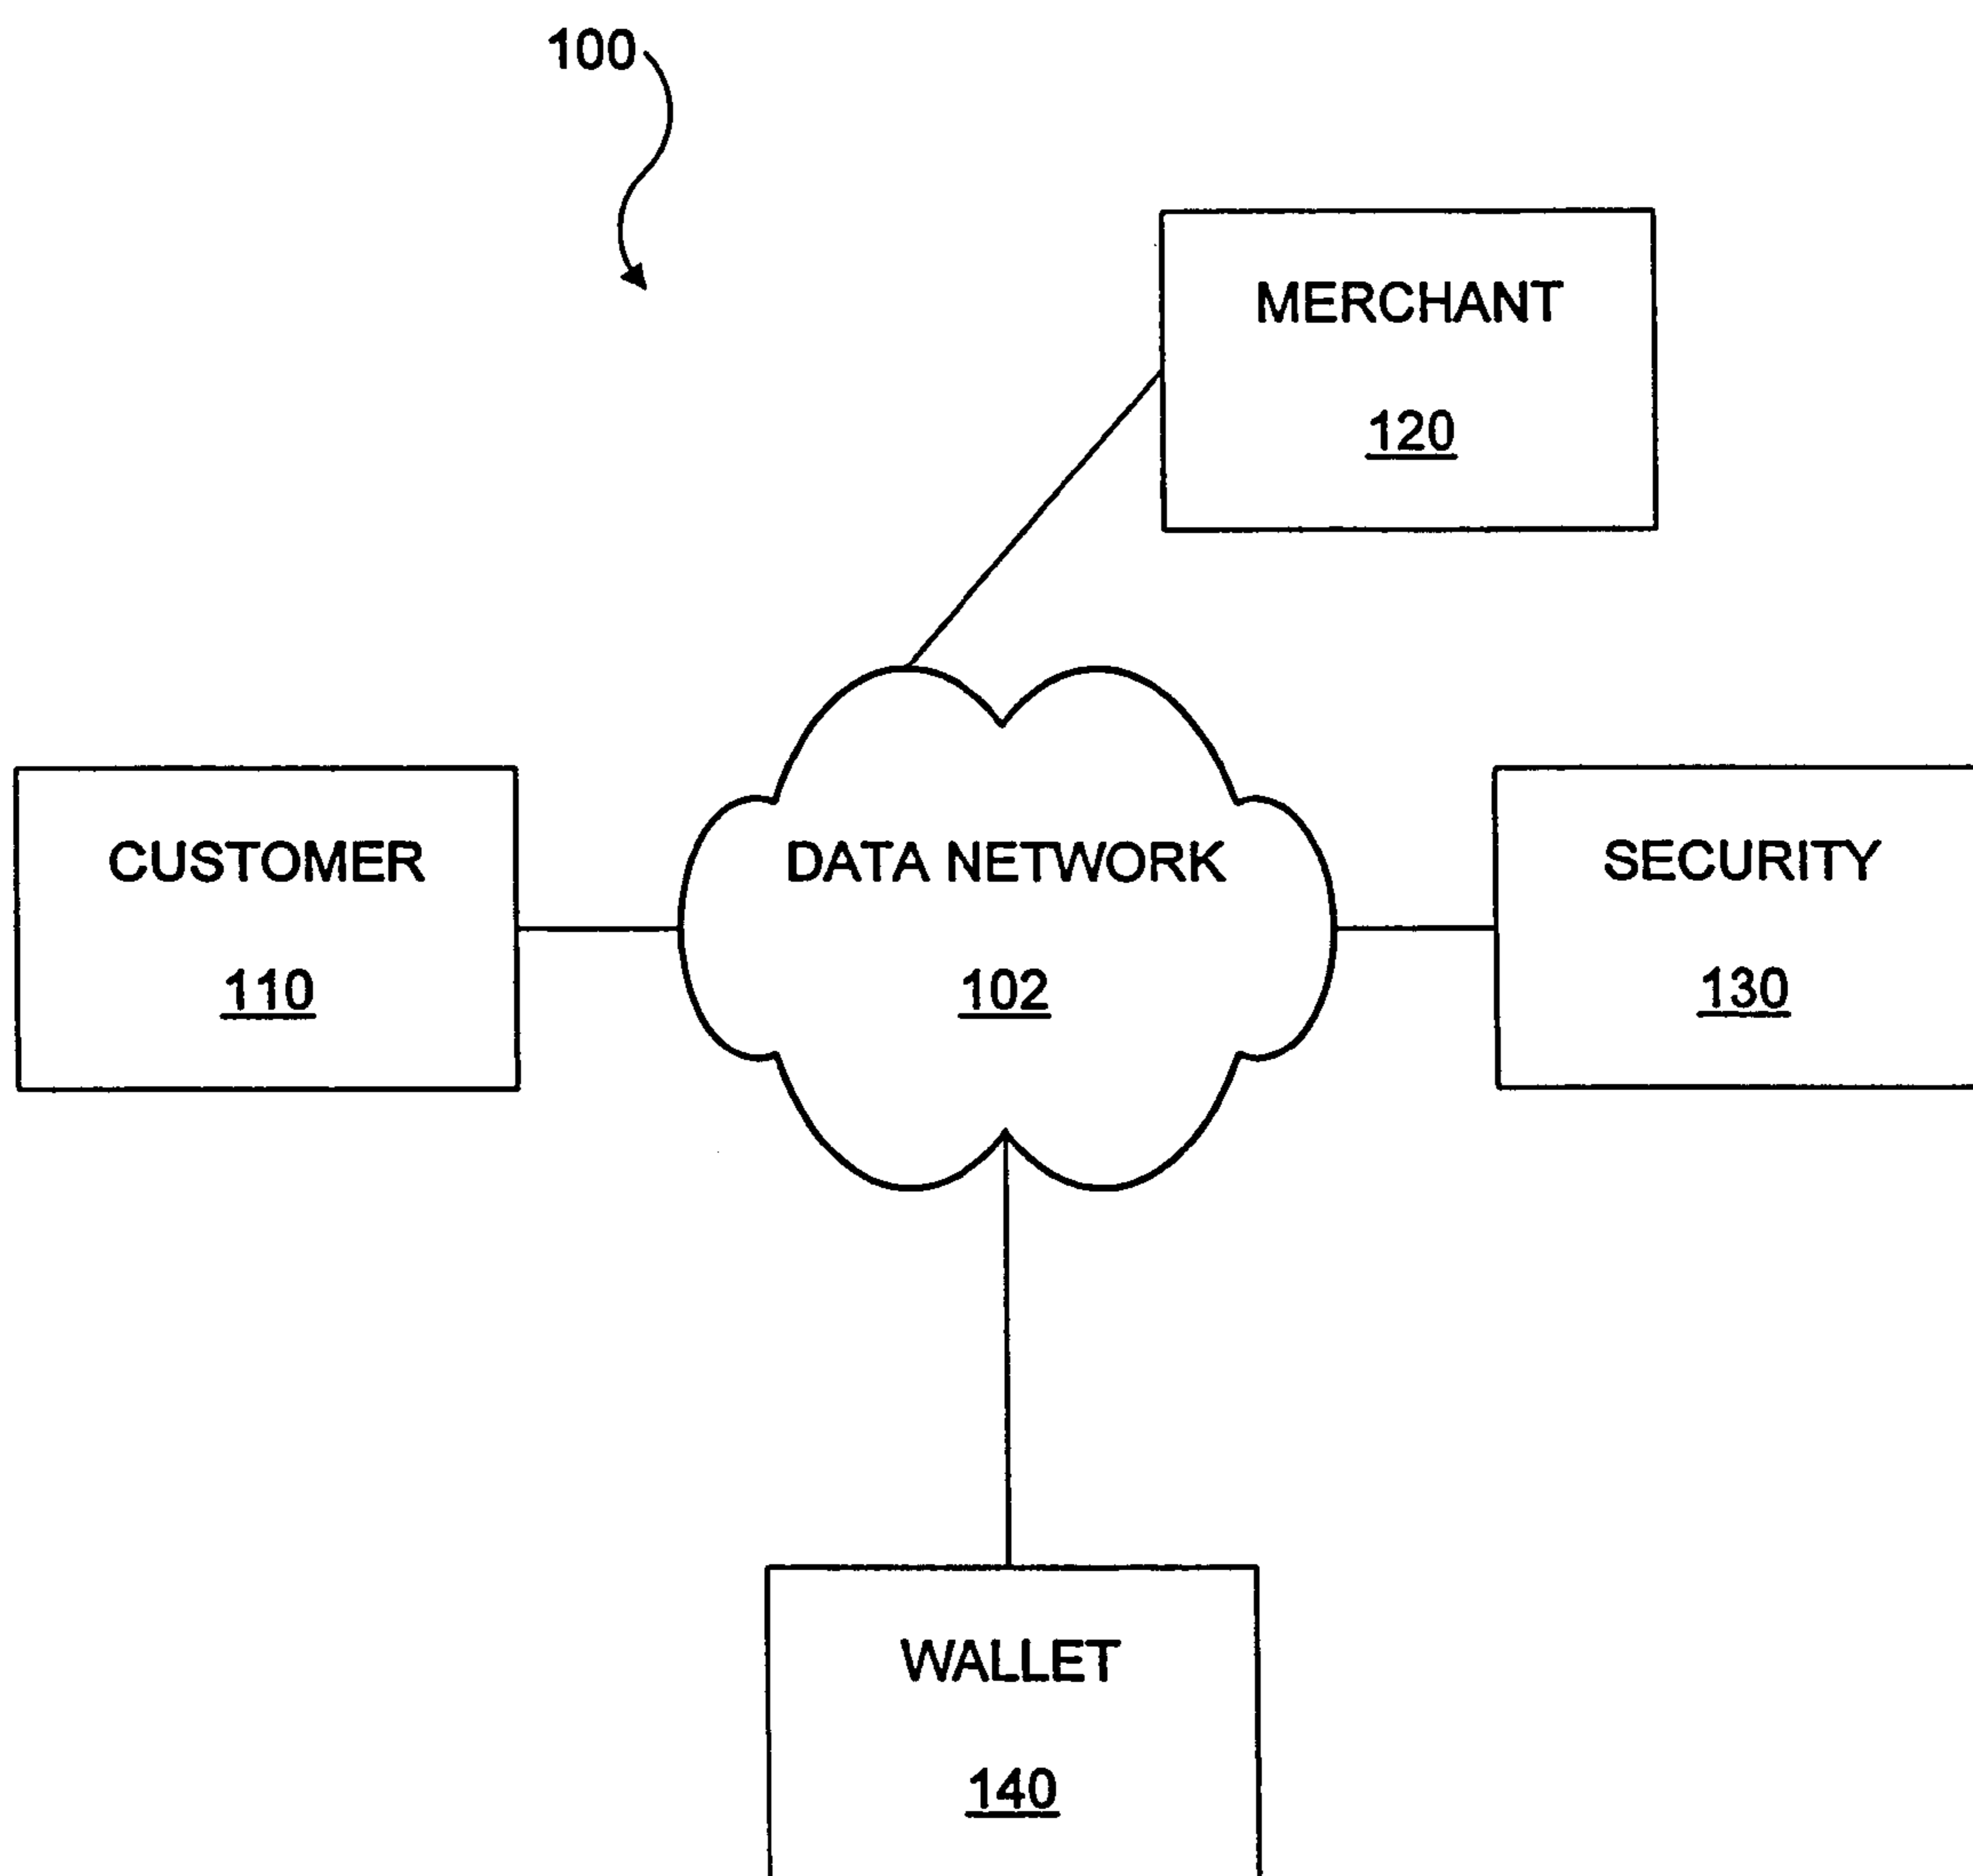 100
MERCHANT
120
CUSTOMER
110
DATA NETWORK
102
SECURITY
130
WALLET
140